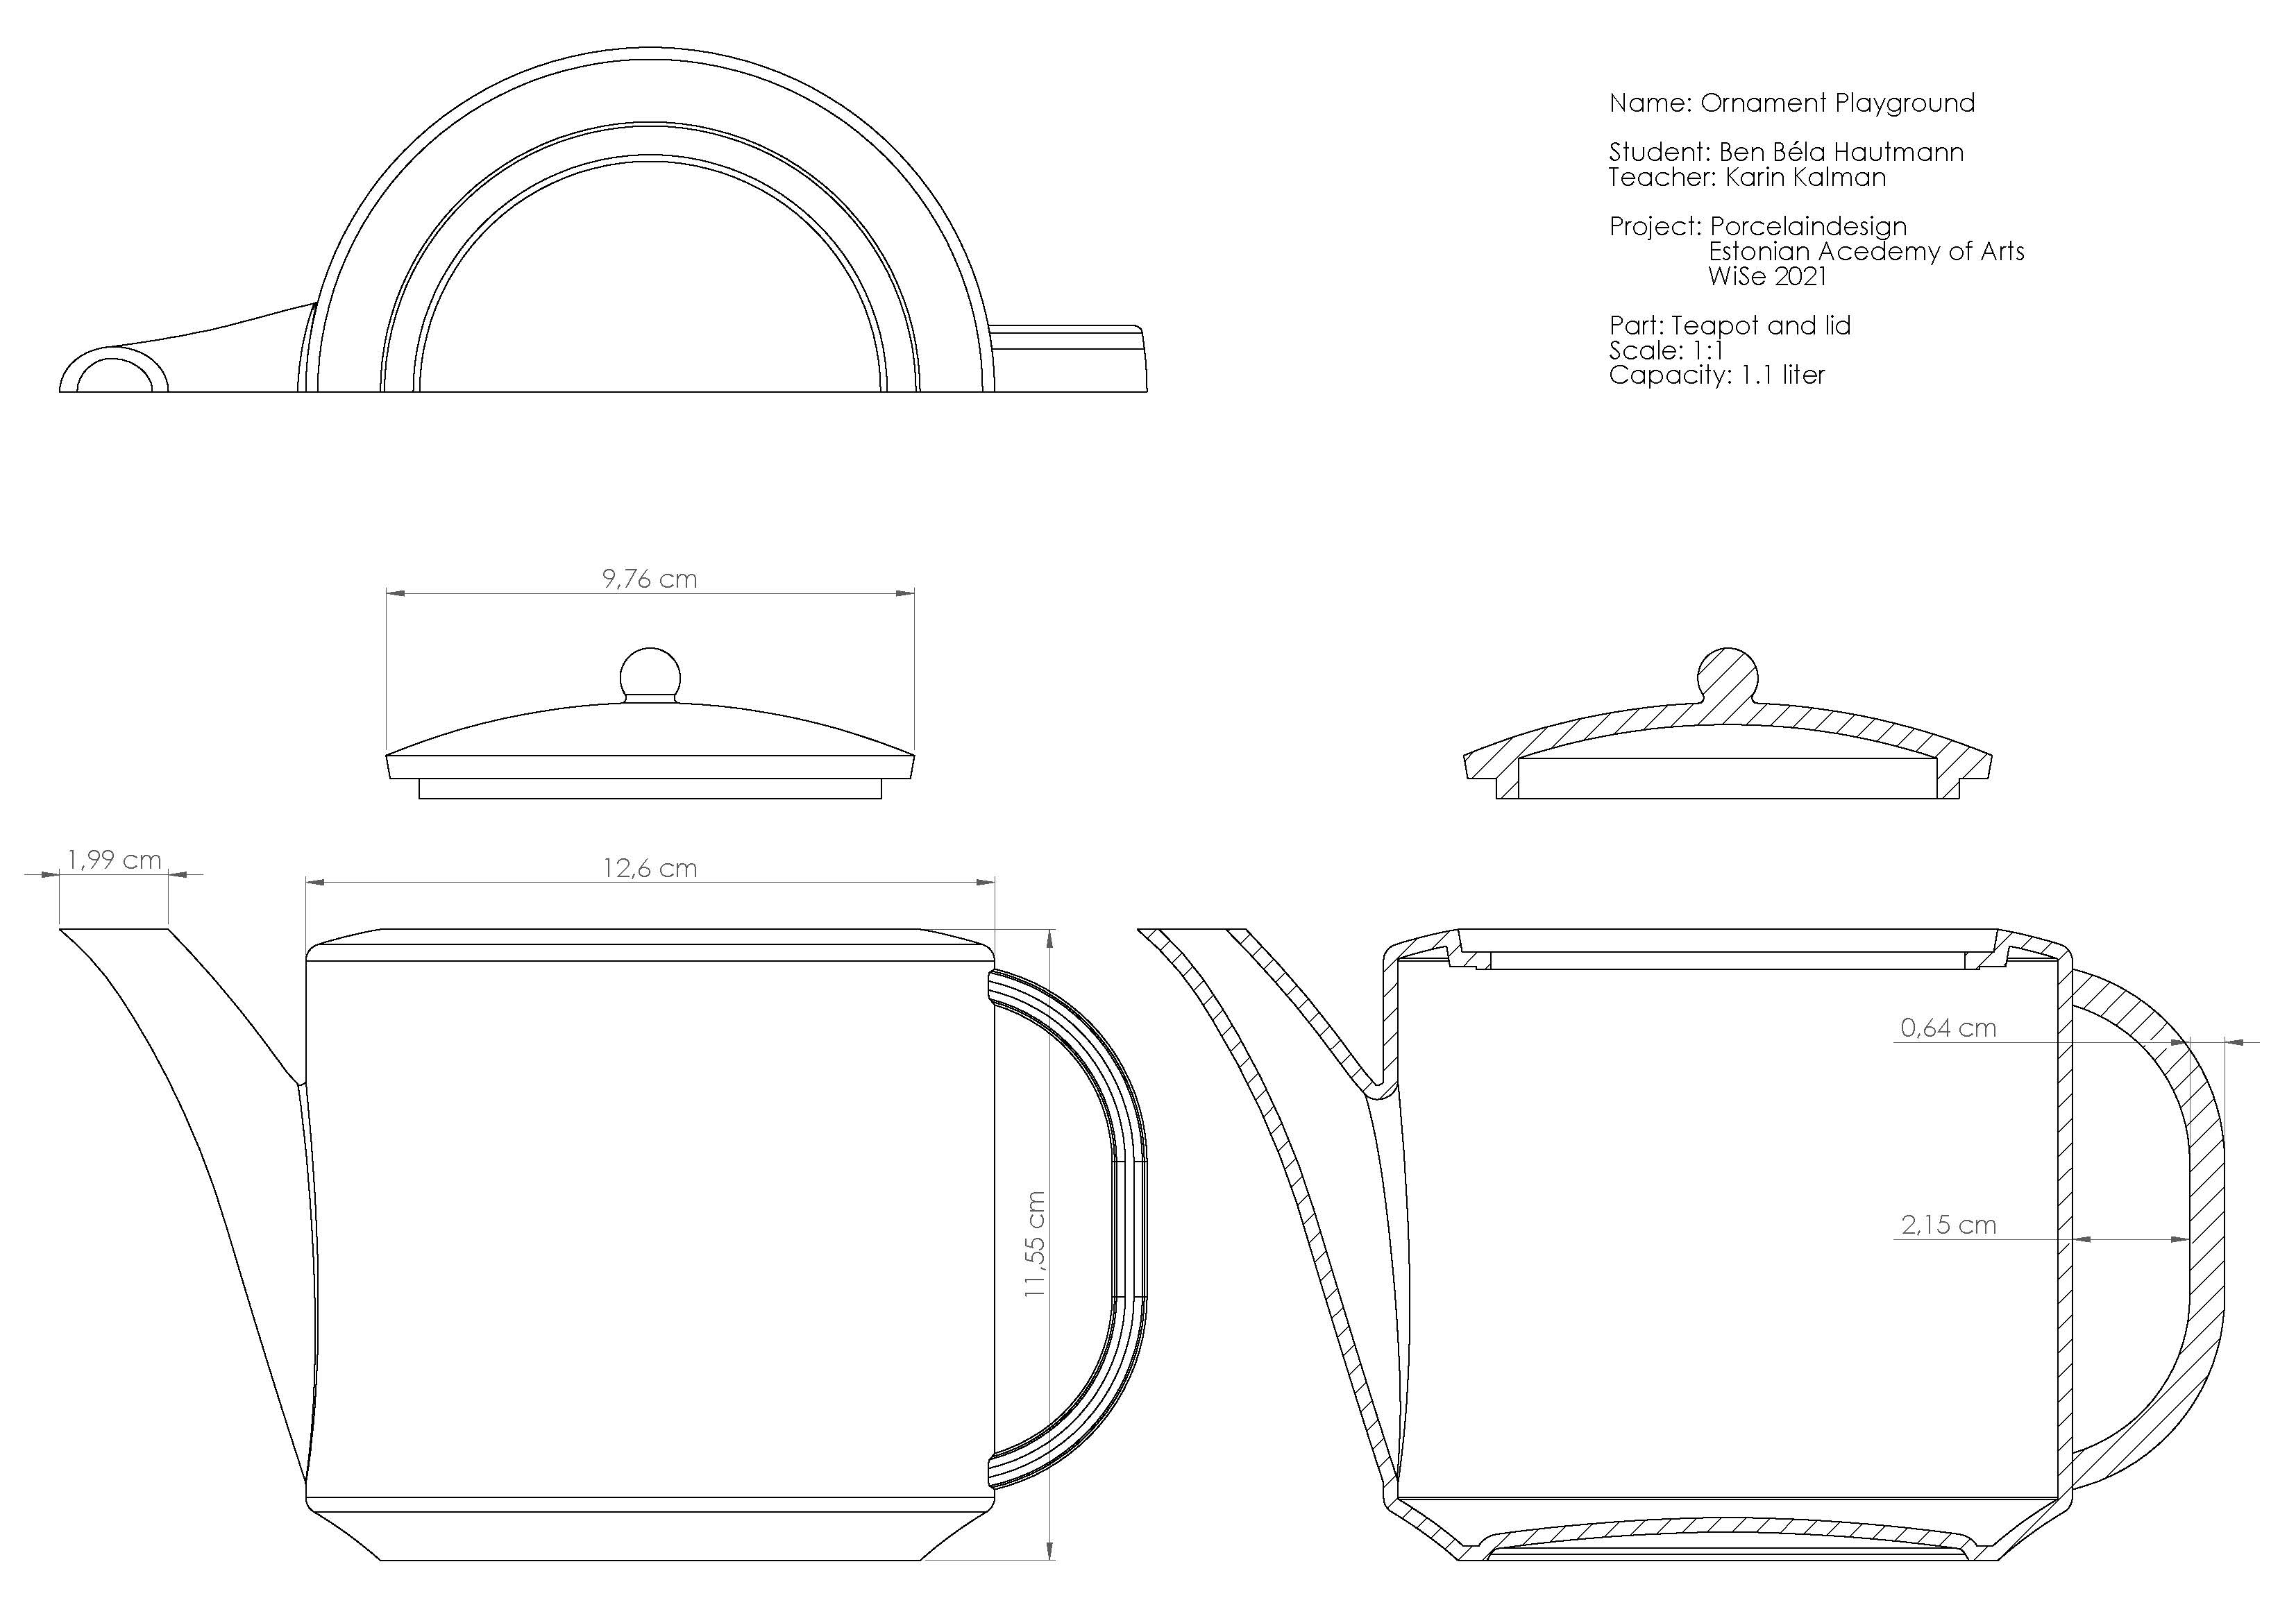 Name: Ornament Playground
Student: Ben Béla Hautmann
Teacher: Karin Kalman
Project: Porcelaindesign
Estonian Acedemy of Arts
WiSe 2021
Part: Teapot and lid
Scale: 1:1
Capacity: 1.1 liter
9,76 cm
1,99 cm
12,6 cm
11,55 cm
0,64 cm
2,15 cm